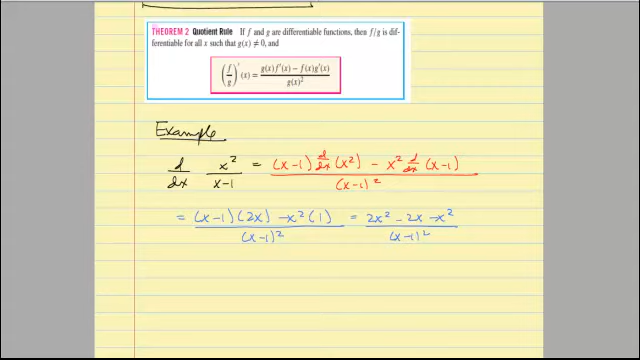 THEOREM 2 Quotient Rule If f and g are differentiable functions, then f/g is dif-
ferentiable for all x such that g(x) ≠ 0, and
(f/g)′(x) = (g(x)f′(x) − f(x)g′(x))/g(x)²
Example
d/dx x²/(x-1) = ((x-1) d/dx (x²) - x² d/dx (x-1))/(x-1)²
= ((x-1)(2x) - x²(1))/(x-1)² = (2x² - 2x - x²)/(x-1)²